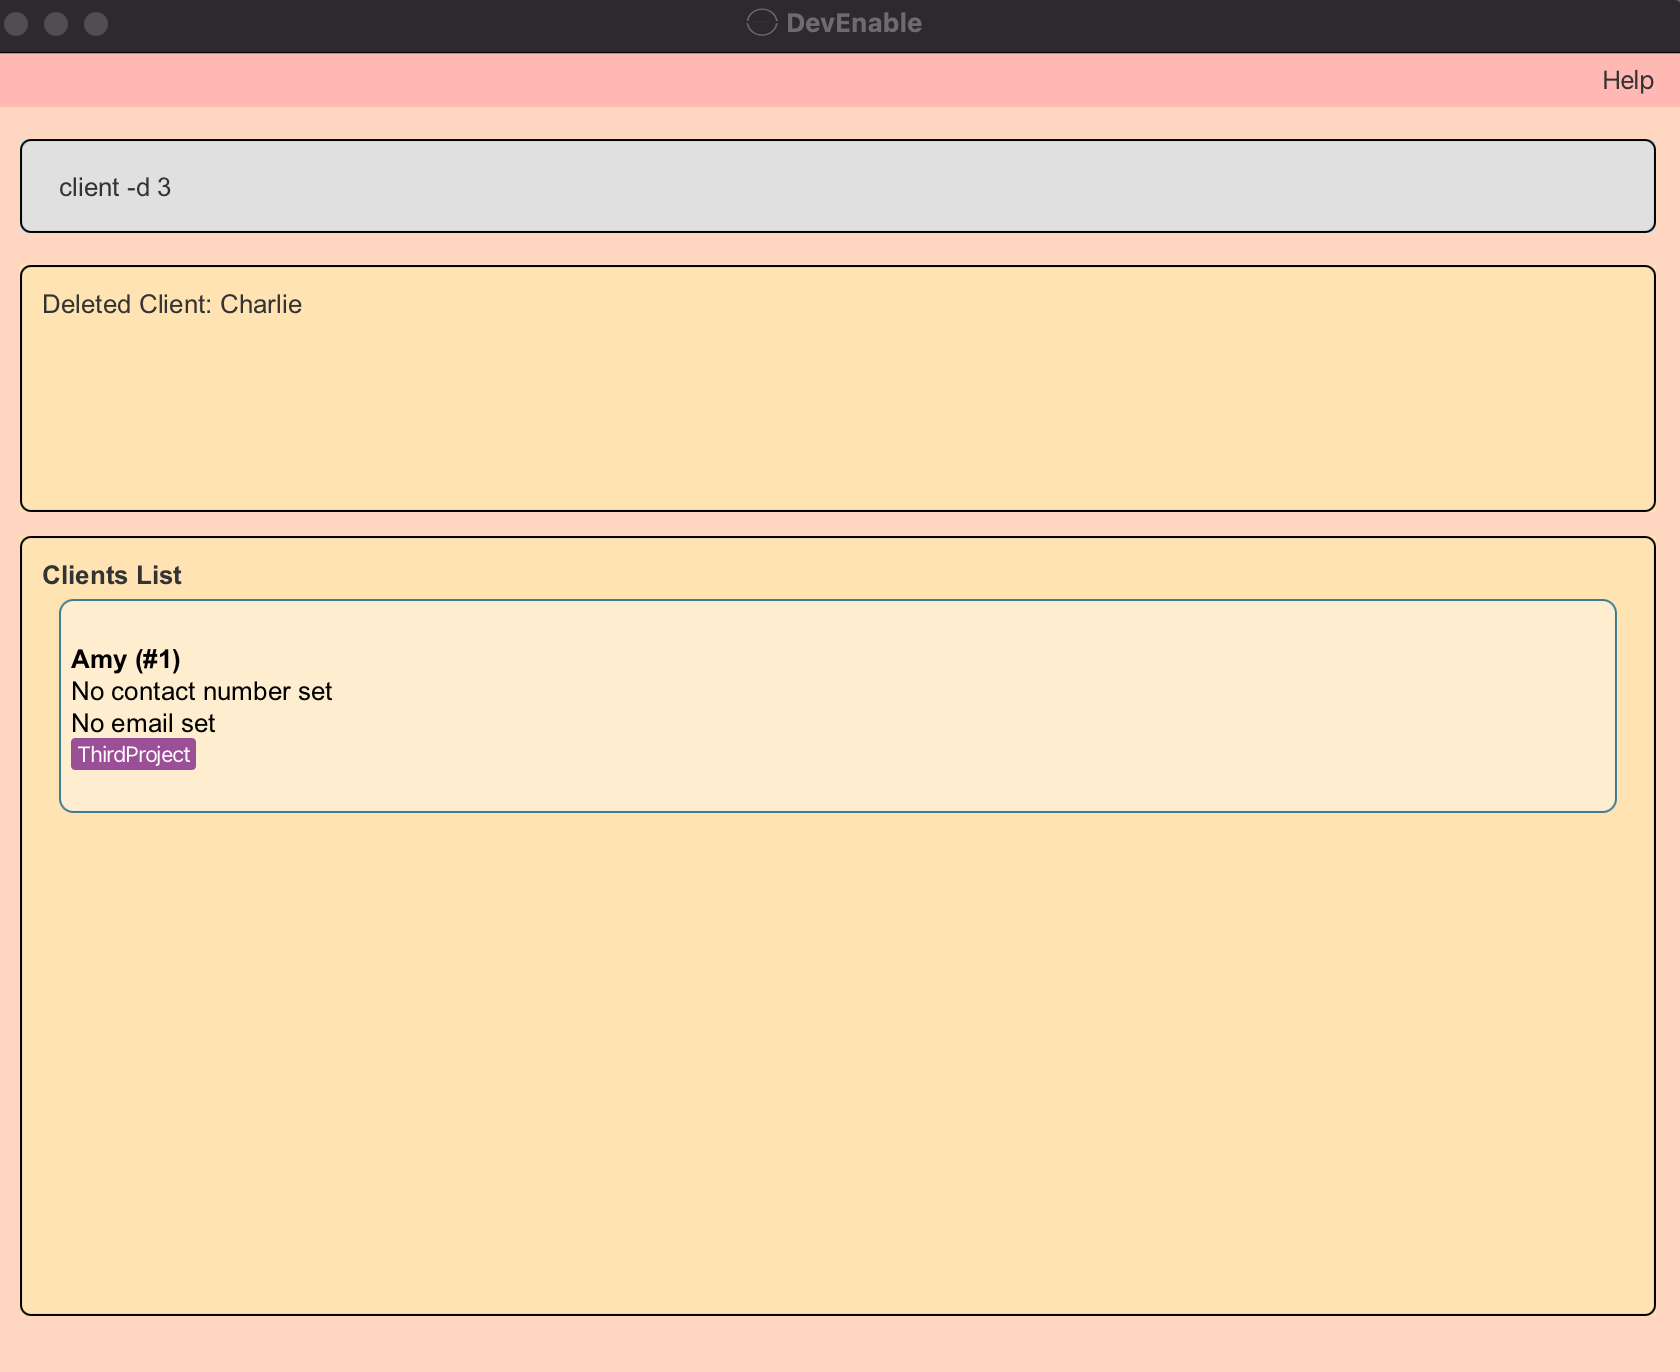 DevEnable
Help
client -d 3
Deleted Client: Charlie
Clients List
Amy (#1)
No contact number set
No email set
ThirdProject